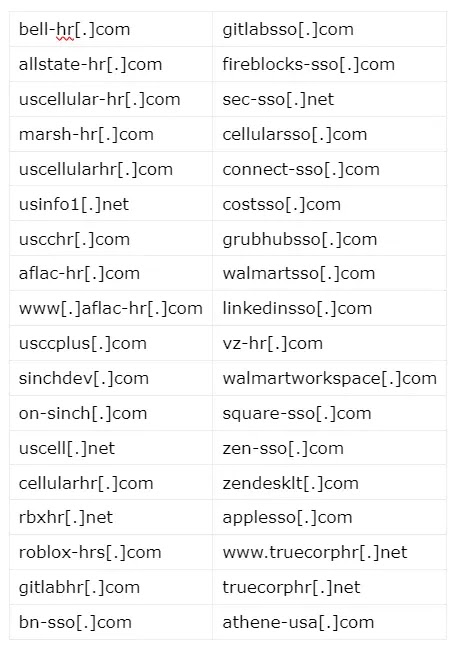 bell-hr[.]com gitlabsso[.]com
allstate-hr[.]com fireblocks-sso[.]com
uscellular-hr[.]com sec-sso[.]net
marsh-hr[.]com cellularsso[.]com
uscellularhr[.]com connect-sso[.]com
usinfo1[.]net costsso[.]com
uscchr[.]com grubhubsso[.]com
aflac-hr[.]com walmartsso[.]com
www[.]aflac-hr[.]com linkedinsso[.]com
usccplus[.]com vz-hr[.]com
sinchdev[.]com walmartworkspace[.]com
on-sinch[.]com square-sso[.]com
uscell[.]net zen-sso[.]com
cellularhr[.]com zendesklt[.]com
rbxhr[.]net applesso[.]com
roblox-hrs[.]com www.truecorphr[.]net
gitlabhr[.]com truecorphr[.]net
bn-sso[.]com athene-usa[.]com